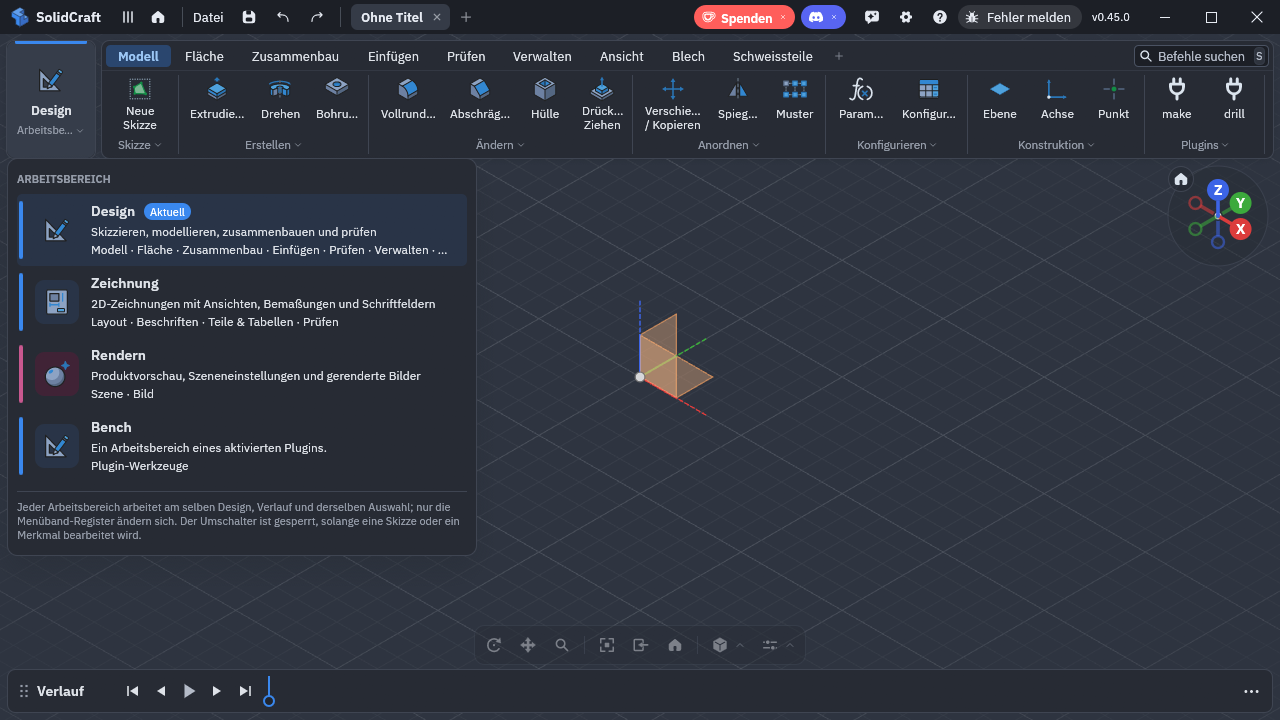 SolidCraft
Datei
Ohne Titel
Spenden
Fehler melden
v0.45.0
Design
Arbeitsbe...
Modell
Fläche
Zusammenbau
Einfügen
Prüfen
Verwalten
Ansicht
Blech
Schweissteile
Befehle suchen
S
Neue Skizze
Extrudie...
Drehen
Bohru...
Vollrund...
Abschräg...
Hülle
Drück... Ziehen
Verschie... / Kopieren
Spieg...
Muster
Param...
Konfigur...
Ebene
Achse
Punkt
make
drill
Skizze
Erstellen
Ändern
Anordnen
Konfigurieren
Konstruktion
Plugins
ARBEITSBEREICH
Design Aktuell
Skizzieren, modellieren, zusammenbauen und prüfen
Modell · Fläche · Zusammenbau · Einfügen · Prüfen · Verwalten · ...
Zeichnung
2D-Zeichnungen mit Ansichten, Bemaßungen und Schriftfeldern
Layout · Beschriften · Teile & Tabellen · Prüfen
Rendern
Produktvorschau, Szeneneinstellungen und gerenderte Bilder
Szene · Bild
Bench
Ein Arbeitsbereich eines aktivierten Plugins.
Plugin-Werkzeuge
Jeder Arbeitsbereich arbeitet am selben Design, Verlauf und derselben Auswahl; nur die
Menüband-Register ändern sich. Der Umschalter ist gesperrt, solange eine Skizze oder ein
Merkmal bearbeitet wird.
Z
Y
X
Verlauf